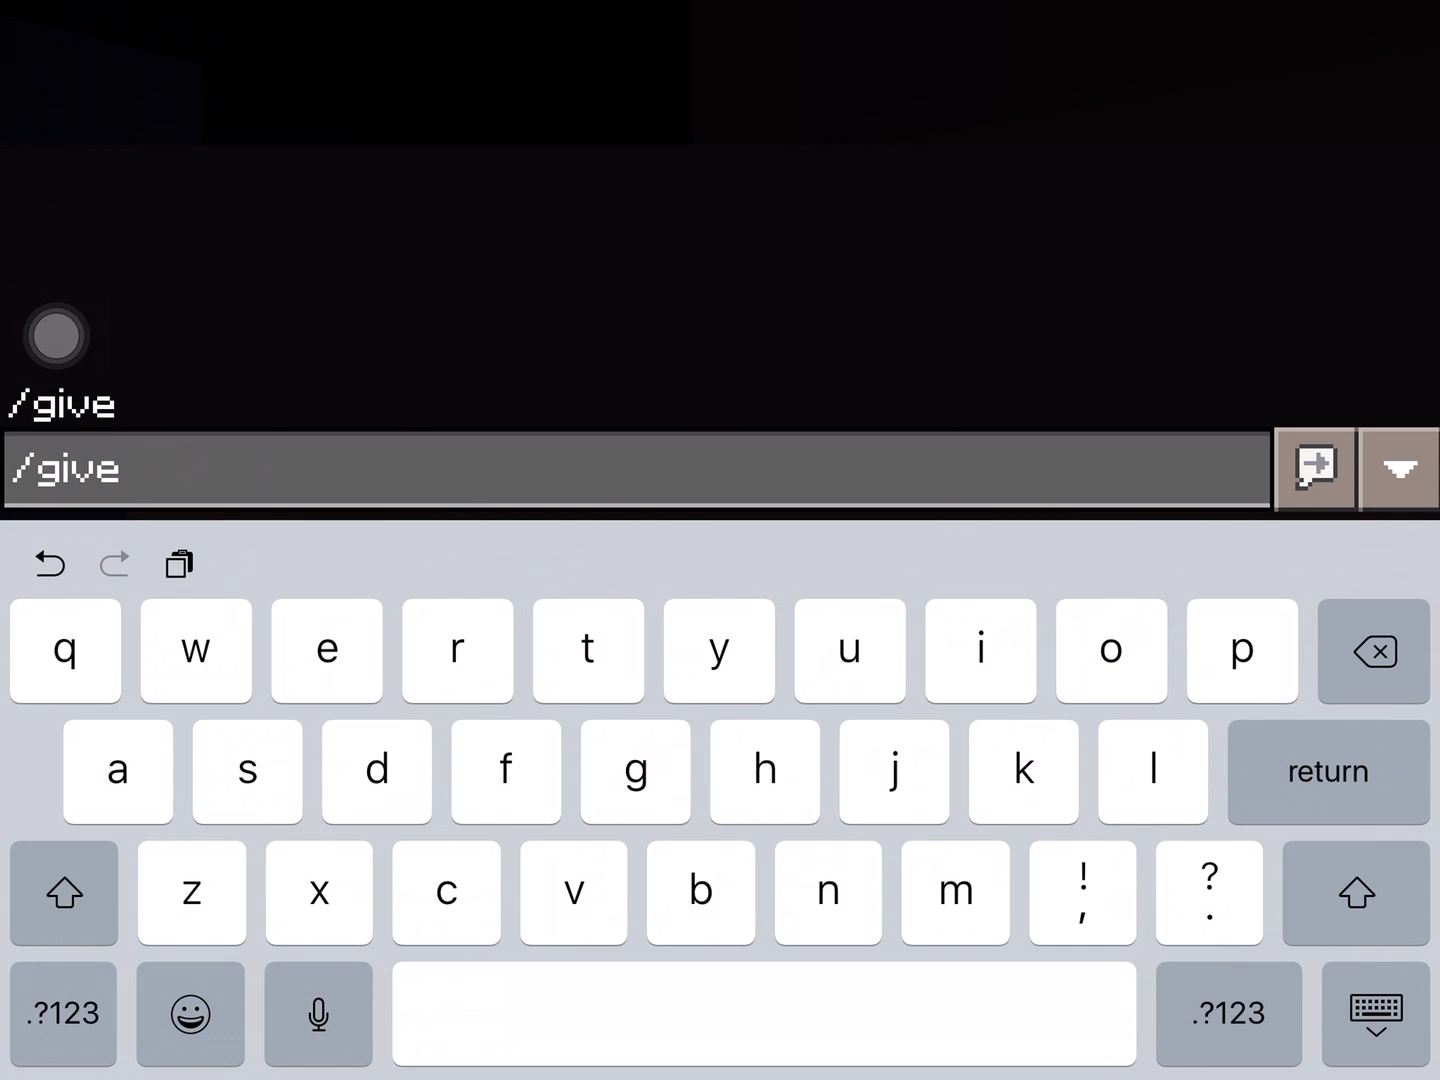 /give
/give
q w e r t y u i o p
a s d f g h j k l return
z x c v b n m ! , ? .
.?123 .?123